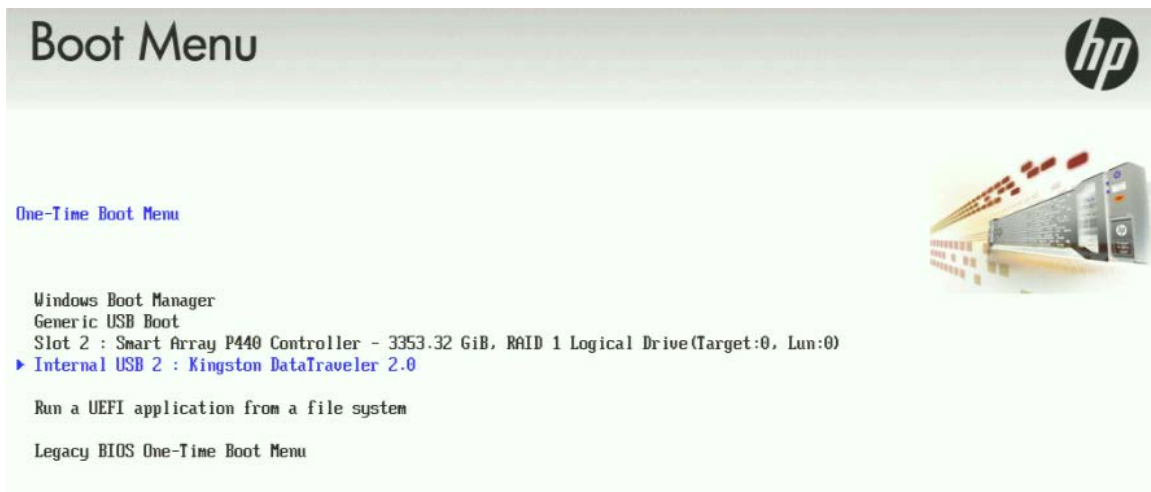 Boot Menu
hp
One-Time Boot Menu
Windows Boot Manager
Generic USB Boot
Slot 2 : Smart Array P440 Controller - 3353.32 GiB, RAID 1 Logical Drive(Target:0, Lun:0)
Internal USB 2 : Kingston DataTraveler 2.0
Run a UEFI application from a file system
Legacy BIOS One-Time Boot Menu